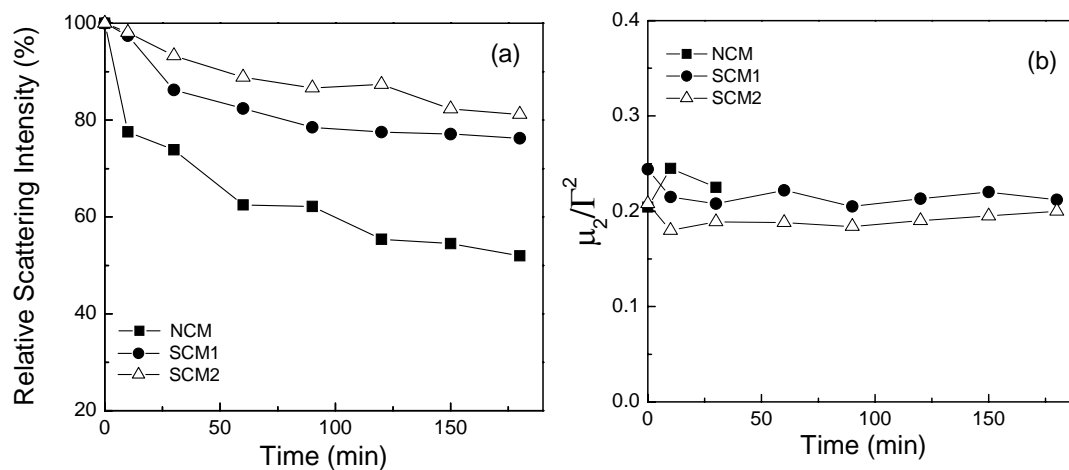 Relative Scattering Intensity (%)
100
80
60
40
20
(a)
NCM
SCM1
SCM2
0
50
100
150
Time (min)
μ₂/Γ²
0.4
0.3
0.2
0.1
0.0
(b)
NCM
SCM1
SCM2
0
50
100
150
Time (min)